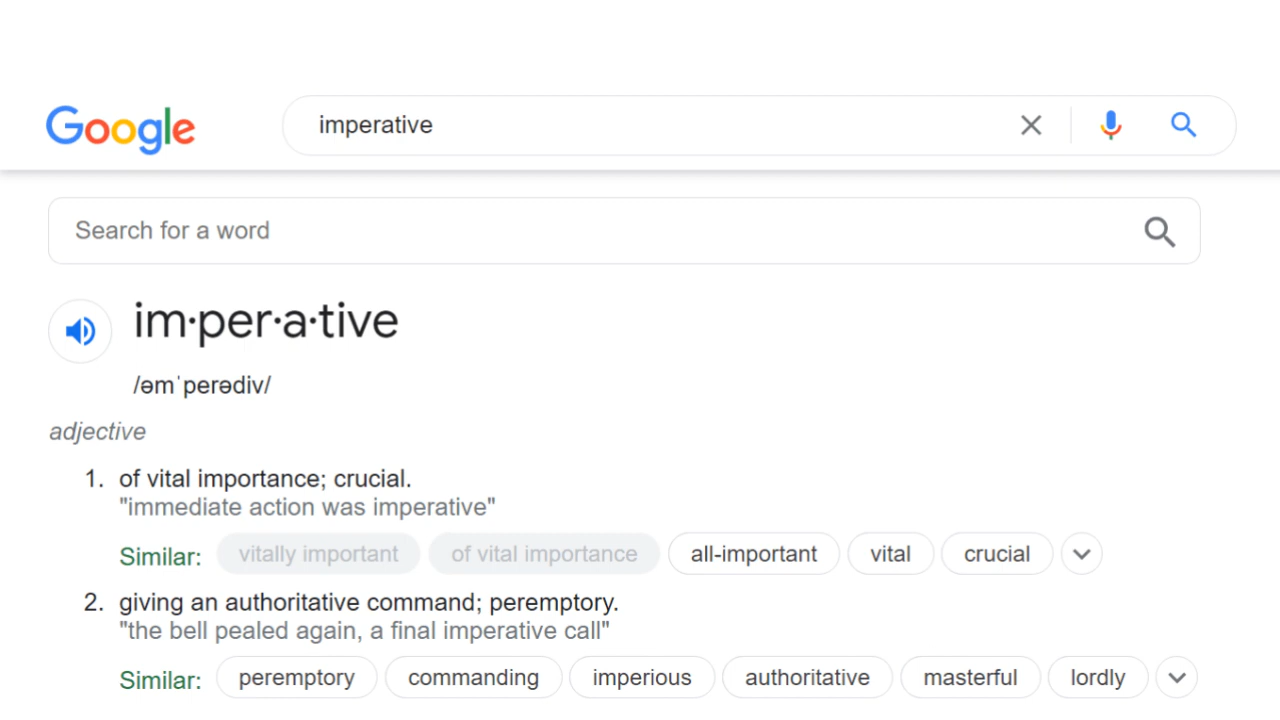 Google
imperative
Search for a word
im·per·a·tive
/əmˈperədiv/
adjective
1. of vital importance; crucial.
"immediate action was imperative"
Similar: vitally important of vital importance all-important vital crucial
2. giving an authoritative command; peremptory.
"the bell pealed again, a final imperative call"
Similar: peremptory commanding imperious authoritative masterful lordly